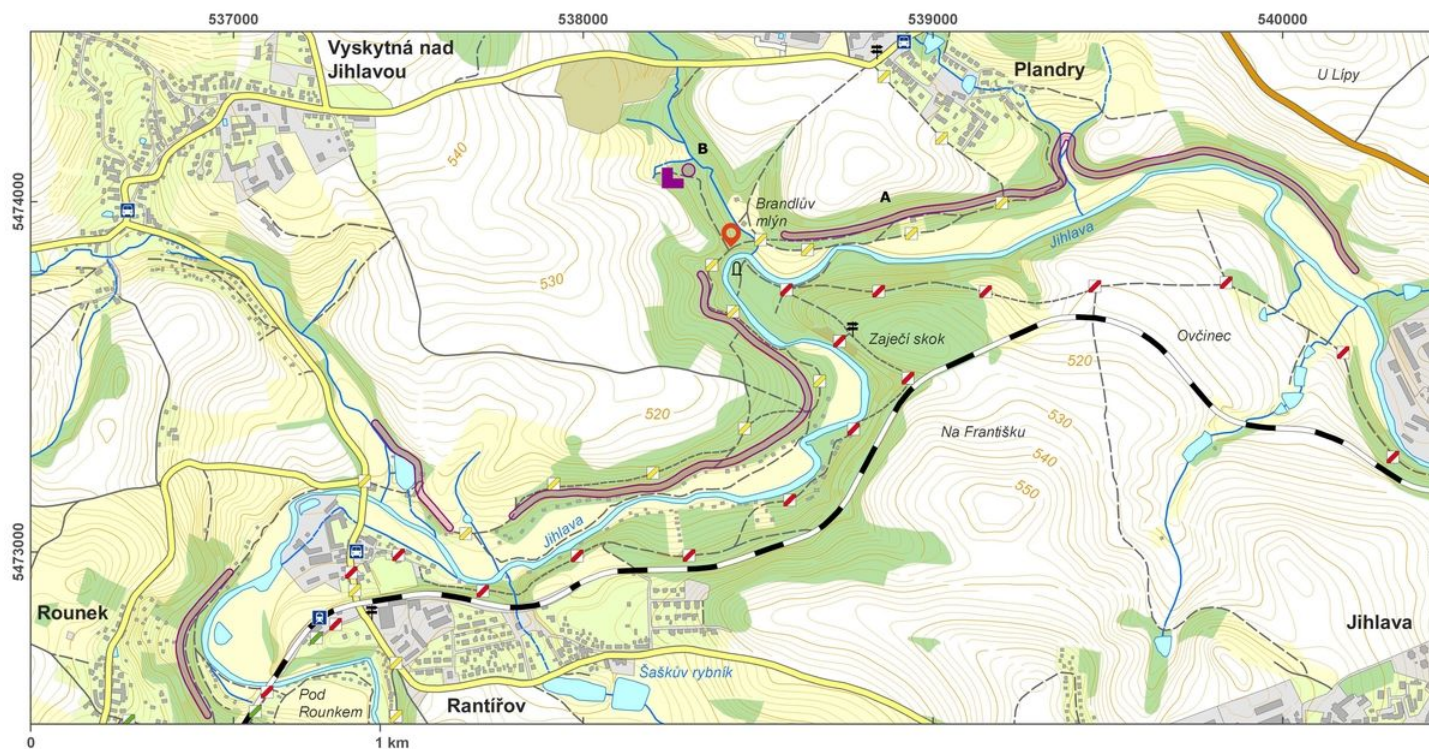 537000
538000
539000
540000
Vyskytná nad
Jihlavou
Plandry
U Lípy
540
B
5474000
Brandlův
mlýn
A
Jihlava
530
Zaječí skok
Ovčinec
520
520
530
Na Františku
540
550
Jihlava
5473000
Rounek
Jihlava
Šaškův rybník
Pod
Rounkem
Rantířov
0
1 km